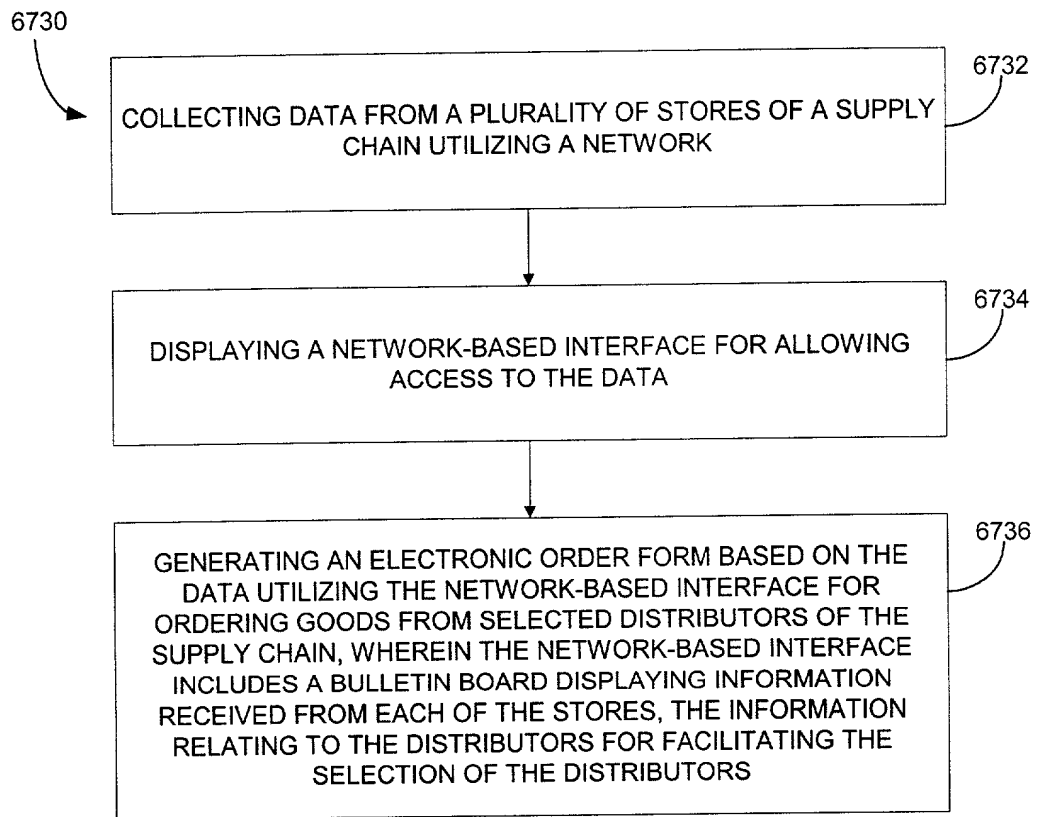 6730
6732
COLLECTING DATA FROM A PLURALITY OF STORES OF A SUPPLY
CHAIN UTILIZING A NETWORK
6734
DISPLAYING A NETWORK-BASED INTERFACE FOR ALLOWING
ACCESS TO THE DATA
6736
GENERATING AN ELECTRONIC ORDER FORM BASED ON THE
DATA UTILIZING THE NETWORK-BASED INTERFACE FOR
ORDERING GOODS FROM SELECTED DISTRIBUTORS OF THE
SUPPLY CHAIN, WHEREIN THE NETWORK-BASED INTERFACE
INCLUDES A BULLETIN BOARD DISPLAYING INFORMATION
RECEIVED FROM EACH OF THE STORES, THE INFORMATION
RELATING TO THE DISTRIBUTORS FOR FACILITATING THE
SELECTION OF THE DISTRIBUTORS